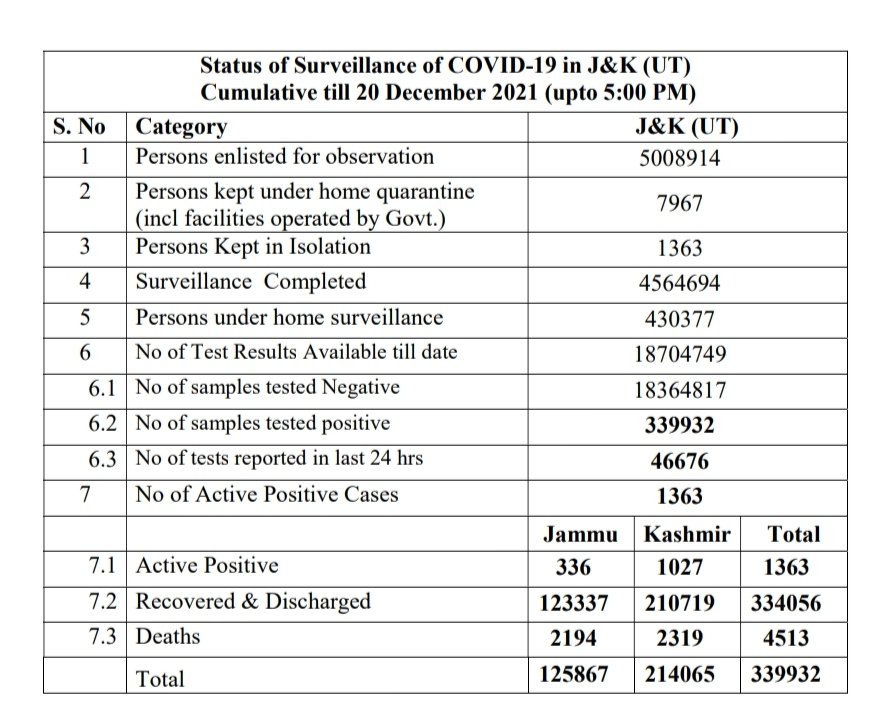 Status of Surveillance of COVID-19 in J&K (UT)
Cumulative till 20 December 2021 (upto 5:00 PM)
S. No Category J&K (UT)
1 Persons enlisted for observation 5008914
2 Persons kept under home quarantine
(incl facilities operated by Govt.) 7967
3 Persons Kept in Isolation 1363
4 Surveillance Completed 4564694
5 Persons under home surveillance 430377
6 No of Test Results Available till date 18704749
6.1 No of samples tested Negative 18364817
6.2 No of samples tested positive 339932
6.3 No of tests reported in last 24 hrs 46676
7 No of Active Positive Cases 1363
Jammu Kashmir Total
7.1 Active Positive 336 1027 1363
7.2 Recovered & Discharged 123337 210719 334056
7.3 Deaths 2194 2319 4513
Total 125867 214065 339932